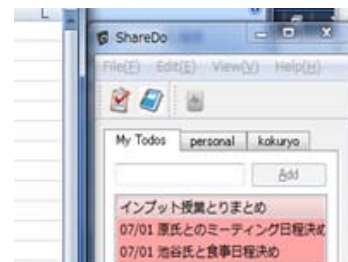 L
ShareDo
File(F) Edit(E) View(V) Help(H)
My Todos personal kokuryo
Add
インプット授業とりまとめ
07/01 原氏とのミーティング日程決め
07/01 池谷氏と食事日程決め